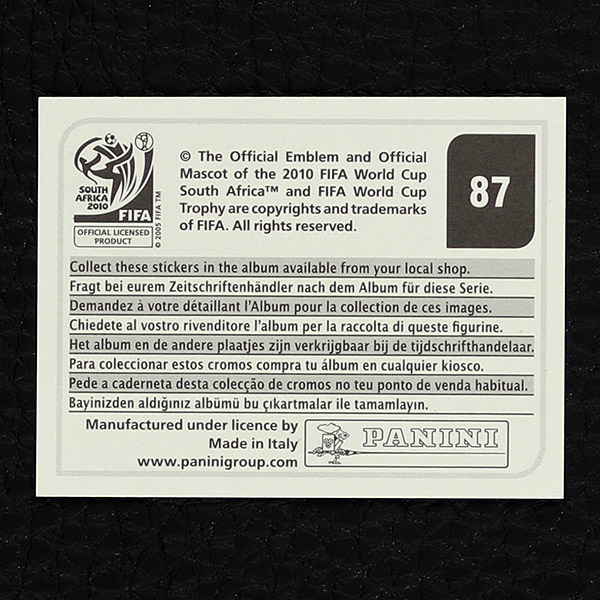 SOUTH
AFRICA
2010
FIFA
OFFICIAL LICENSED
PRODUCT
© 2005 FIFA TM
© The Official Emblem and Official
Mascot of the 2010 FIFA World Cup
South Africa™ and FIFA World Cup
Trophy are copyrights and trademarks
of FIFA. All rights reserved.
87
Collect these stickers in the album available from your local shop.
Fragt bei eurem Zeitschriftenhändler nach dem Album für diese Serie.
Demandez à votre détaillant l'Album pour la collection de ces images.
Chiedete al vostro rivenditore l'album per la raccolta di queste figurine.
Het album en de andere plaatjes zijn verkrijgbaar bij de tijdschrifthandelaar.
Para coleccionar estos cromos compra tu álbum en cualquier kiosco.
Pede a caderneta desta colecção de cromos no teu ponto de venda habitual.
Bayinizden aldığınız albümü bu çıkartmalar ile tamamlayın.
Manufactured under licence by
Made in Italy
www.paninigroup.com
PANINI